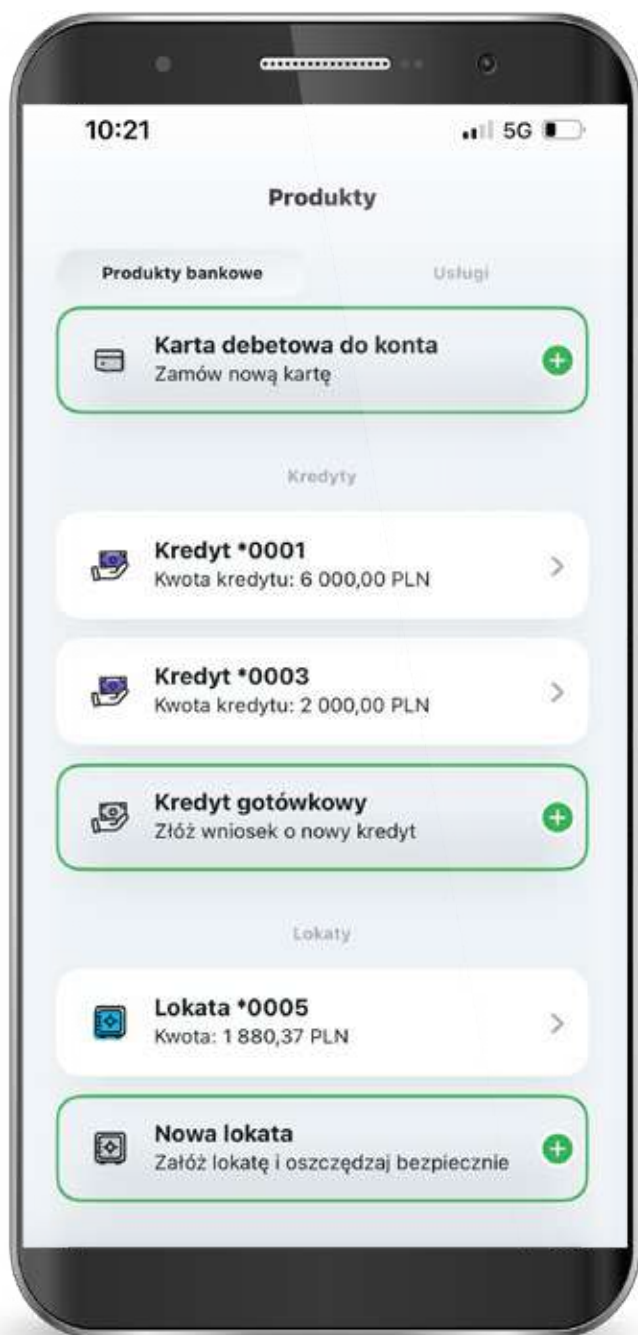 10:21
5G
Produkty
Produkty bankowe
Usługi
Karta debetowa do konta
Zamów nową kartę
Kredyty
Kredyt *0001
Kwota kredytu: 6 000,00 PLN
Kredyt *0003
Kwota kredytu: 2 000,00 PLN
Kredyt gotówkowy
Złóż wniosek o nowy kredyt
Lokaty
Lokata *0005
Kwota: 1 880,37 PLN
Nowa lokata
Załóż lokatę i oszczędzaj bezpiecznie